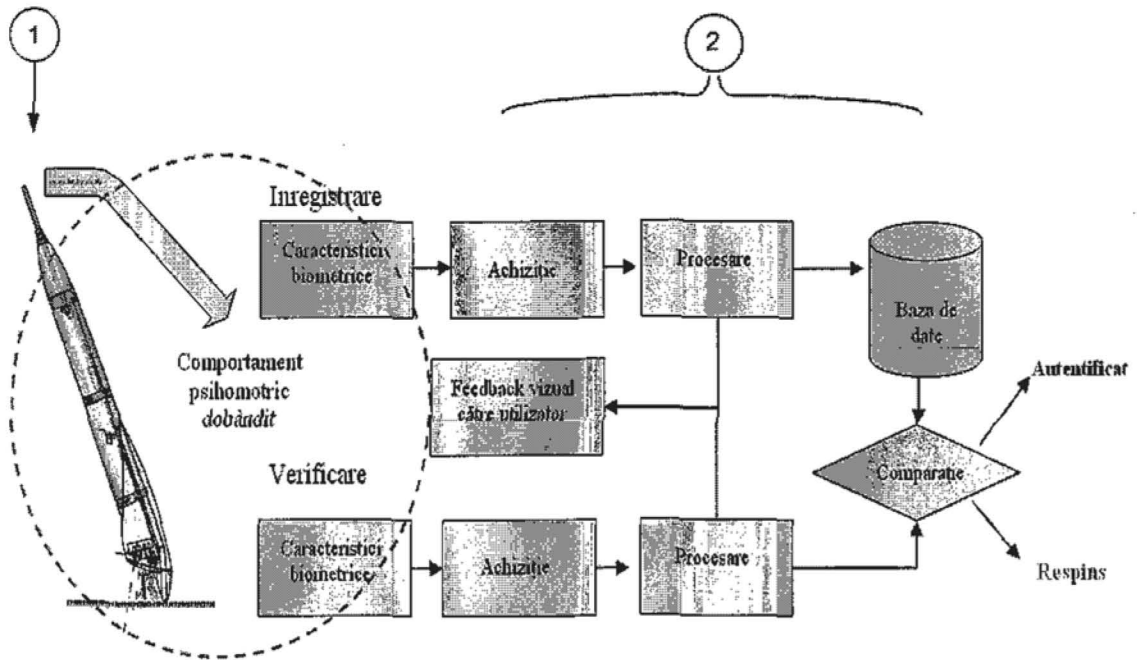 1
2
Inregistrare
Caracteristici
biometrice
Achiziție
Procesare
Baza de
date
Comportament
psihomotric
dobândit
Feedback vizual
către utilizator
Autentificat
Comparație
Verificare
Caracteristici
biometrice
Achiziție
Procesare
Respins